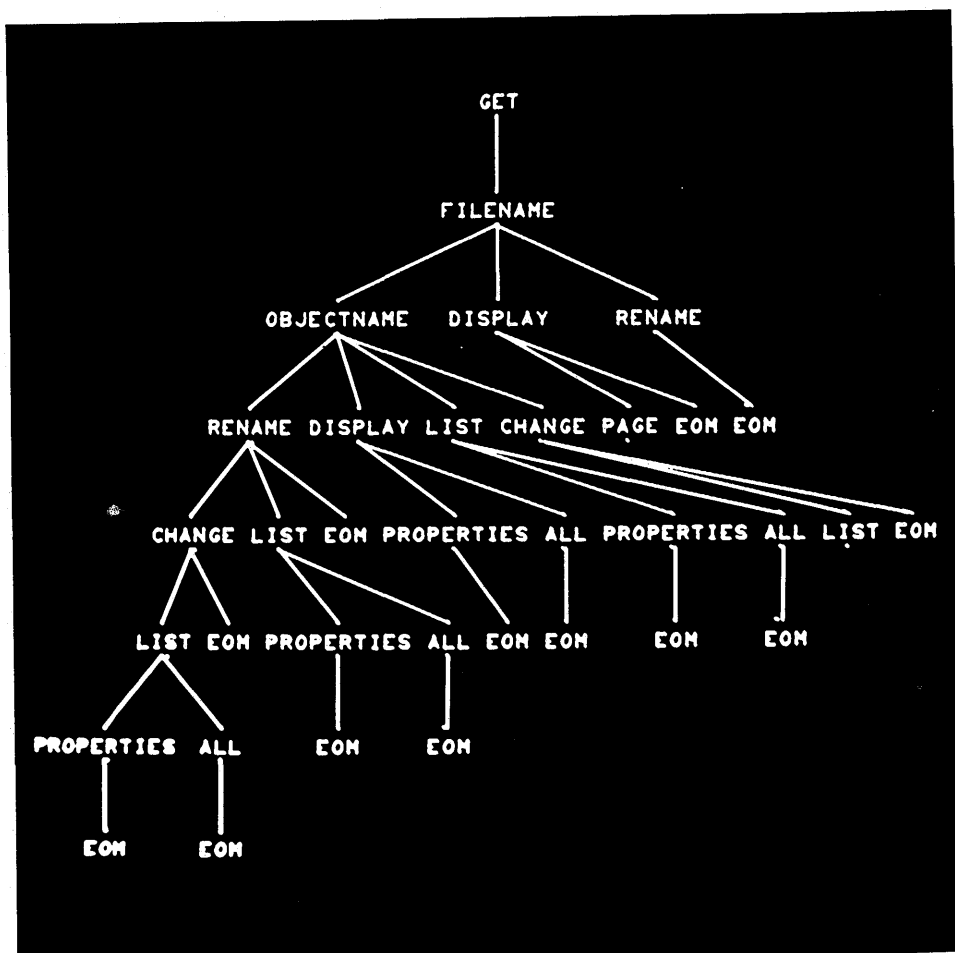 GET
FILENAME
OBJECTNAME DISPLAY RENAME
RENAME DISPLAY LIST CHANGE PAGE EOM EOM
CHANGE LIST EOM PROPERTIES ALL PROPERTIES ALL LIST EOM
LIST EOM PROPERTIES ALL EOM EOM EOM EOM
PROPERTIES ALL EOM EOM
EOM EOM